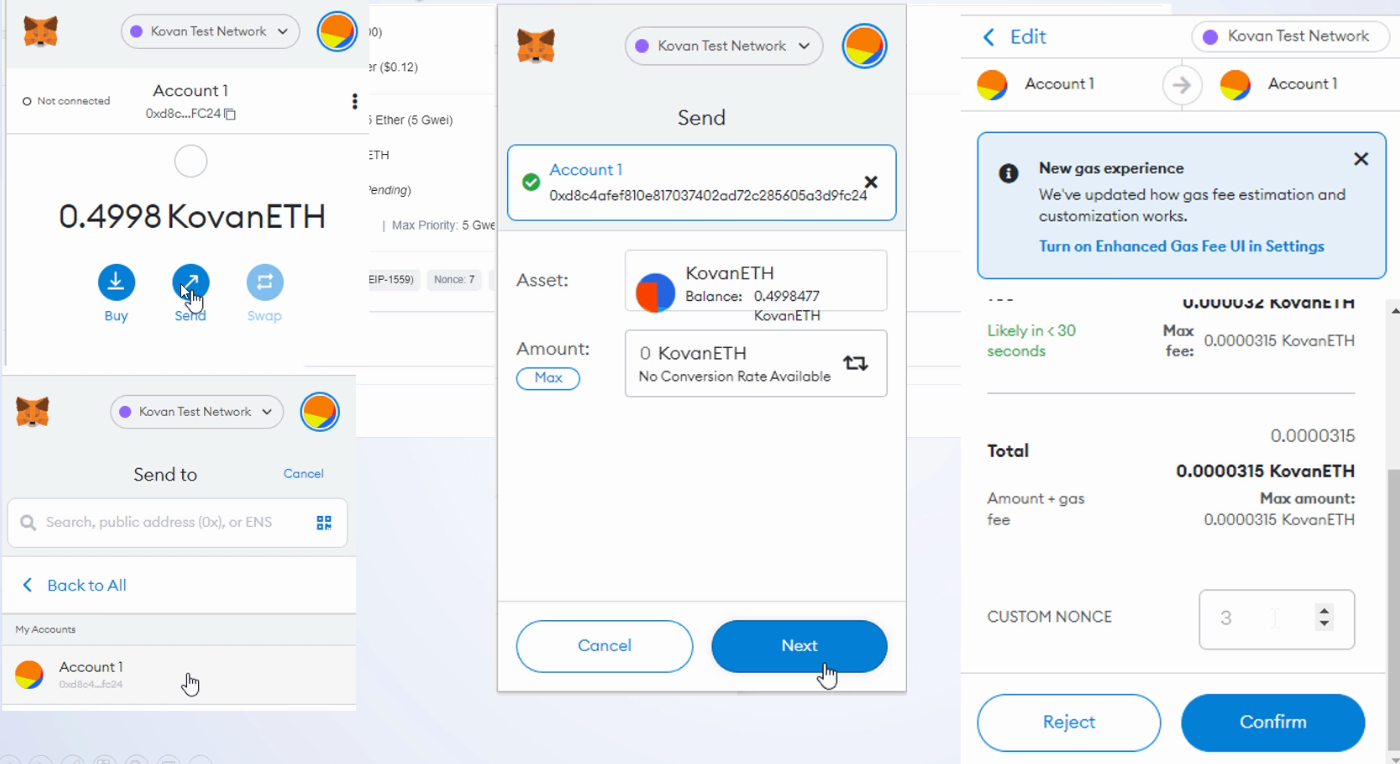 Kovan Test Network
Not connected
Account 1
0xd8c...FC24
0.4998 KovanETH
Buy
Send
Swap
00)
er ($0.12)
5 Ether (5 Gwei)
ETH
Pending)
| Max Priority: 5 Gwe
EIP-1559)
Nonce: 7
Kovan Test Network
Send to
Cancel
Search, public address (0x), or ENS
Back to All
My Accounts
Account 1
0xd8c4...fc24
Kovan Test Network
Send
Account 1
0xd8c4afef810e817037402ad72c285605a3d9fc24
Asset:
KovanETH
Balance: 0.4998477
KovanETH
Amount:
Max
0 KovanETH
No Conversion Rate Available
Cancel
Next
Edit
Kovan Test Network
Account 1
Account 1
New gas experience
We've updated how gas fee estimation and
customization works.
Turn on Enhanced Gas Fee UI in Settings
0.000032 KovanETH
Likely in < 30
seconds
Max
fee:
0.0000315 KovanETH
0.0000315
Total
0.0000315 KovanETH
Amount + gas
fee
Max amount:
0.0000315 KovanETH
CUSTOM NONCE
3
Reject
Confirm